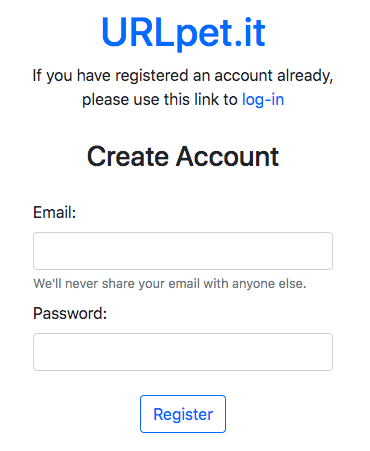 URLpet.it
If you have registered an account already,
please use this link to log-in
Create Account
Email:
We'll never share your email with anyone else.
Password:
Register